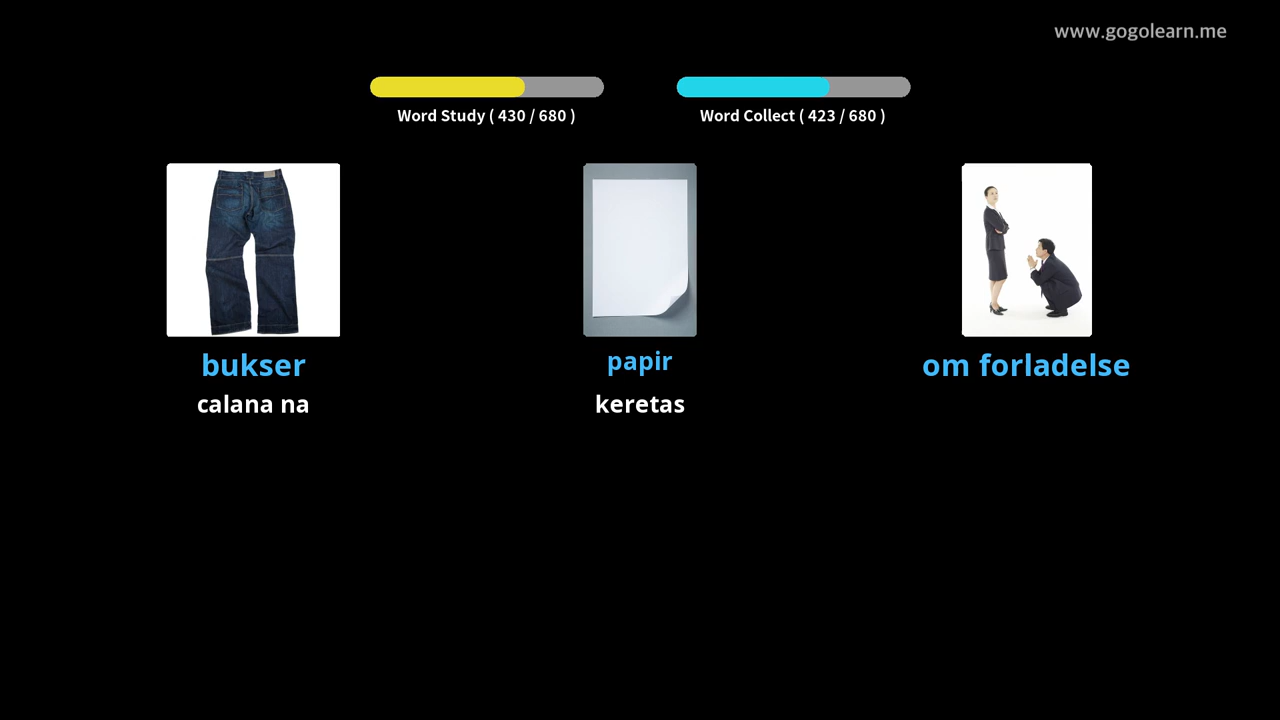 www.gogolearn.me
Word Study ( 430 / 680 )
Word Collect ( 423 / 680 )
bukser
calana na
papir
keretas
om forladelse